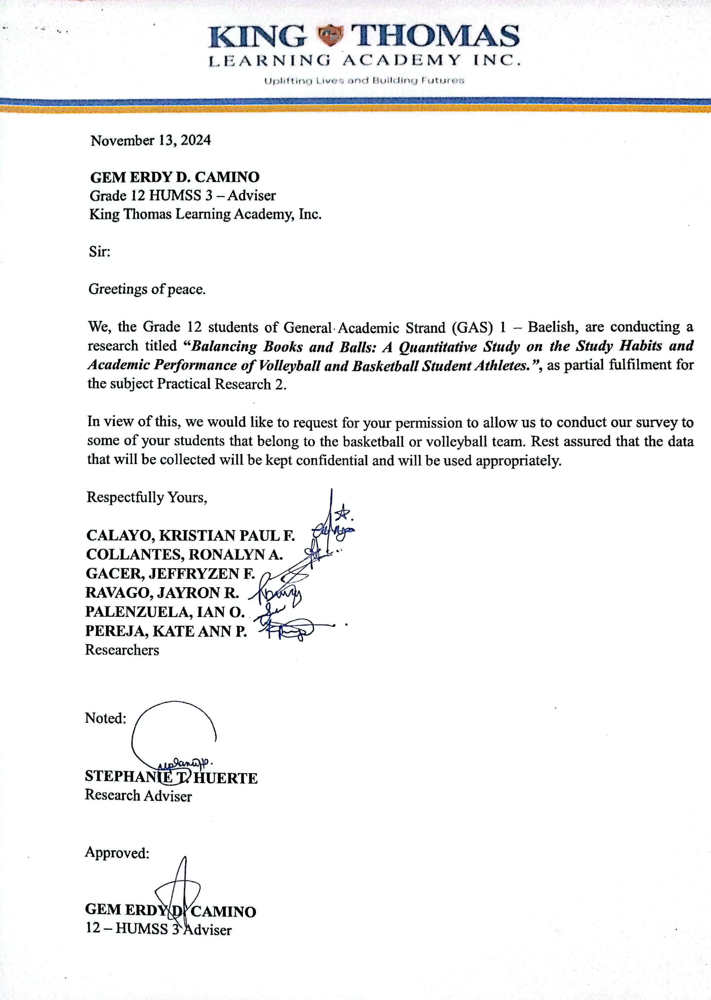 KING THOMAS
LEARNING ACADEMY INC.
Uplifting Lives and Building Futures
November 13, 2024
GEM ERDY D. CAMINO
Grade 12 HUMSS 3 – Adviser
King Thomas Learning Academy, Inc.
Sir:
Greetings of peace.
We, the Grade 12 students of General Academic Strand (GAS) 1 – Baelish, are conducting a
research titled “Balancing Books and Balls: A Quantitative Study on the Study Habits and
Academic Performance of Volleyball and Basketball Student Athletes.”, as partial fulfilment for
the subject Practical Research 2.
In view of this, we would like to request for your permission to allow us to conduct our survey to
some of your students that belong to the basketball or volleyball team. Rest assured that the data
that will be collected will be kept confidential and will be used appropriately.
Respectfully Yours,
CALAYO, KRISTIAN PAUL F.
COLLANTES, RONALYN A.
GACER, JEFFRYZEN F.
RAVAGO, JAYRON R.
PALENZUELA, IAN O.
PEREJA, KATE ANN P.
Researchers
Noted:
STEPHANIE T. HUERTE
Research Adviser
Approved:
GEM ERDY D. CAMINO
12 – HUMSS 3 Adviser